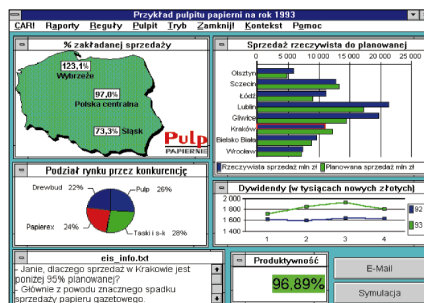 Przykład pulpitu papierni na rok 1993
CAR! Raporty Reguły Pulpit Tryb Zamknij! Kontekst Pomoc
% zakładanej sprzedaży
123,1%
Wybrzeże
97,0%
Polska centralna
73,3% Śląsk
Pulp
PAPIERNIE
Sprzedaż rzeczywista do planowanej
0 5 000 10 000 15 000 20 000 25 000
Olsztyn
Szczecin
Łódź
Lublin
Gliwice
Kraków
Bielsko Biała
Wrocław
Rzeczywista sprzedaż mln zł Planowana sprzedaż mln zł
Podział rynku przez konkurencję
Drewbud 22% Pulp 26%
Papierex 24% Taski i s-k 28%
Dywidendy (w tysiącach nowych złotych)
2 000
1 800
1 600
1 400
1 2 3 4
92
93
eis_info.txt
- Janie, dlaczego sprzedaż w Krakowie jest
poniżej 95% planowanej?
- Głównie z powodu znacznego spadku
sprzedaży papieru gazetowego.
Produktywność
96.89%
E-Mail
Symulacja